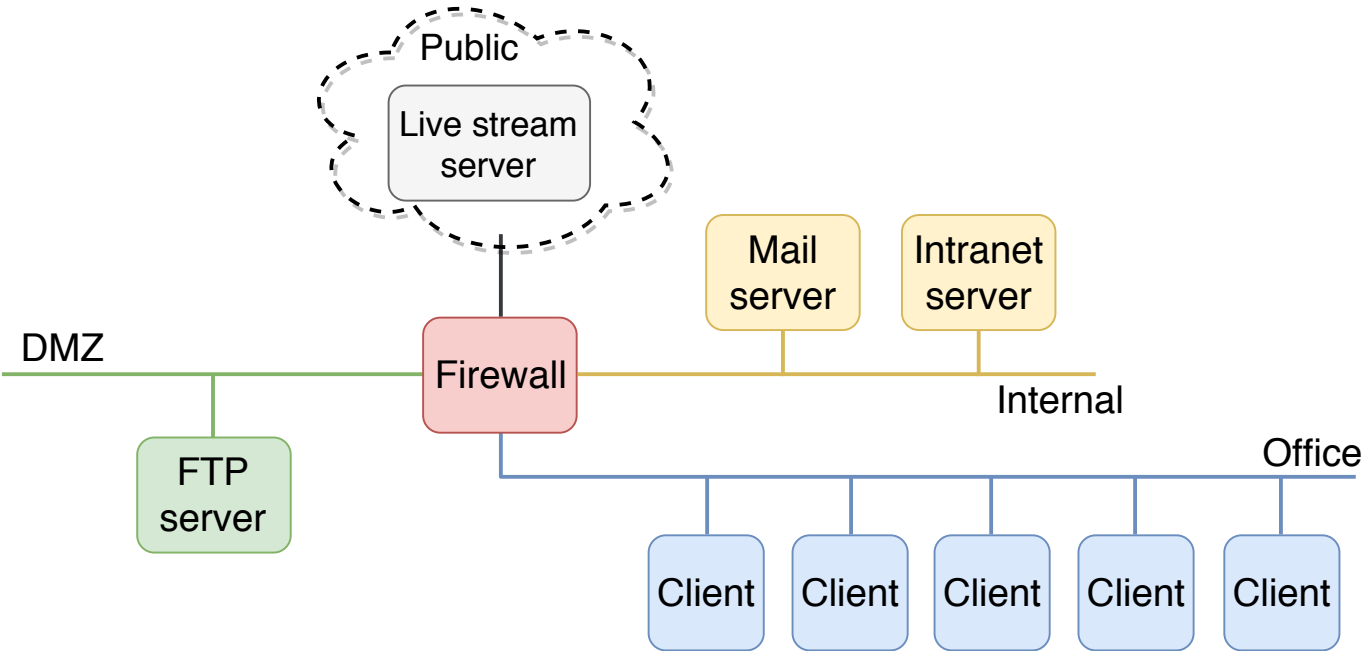 Public
Live stream
server
Mail
server
Intranet
server
DMZ
Firewall
Internal
FTP
server
Office
Client
Client
Client
Client
Client